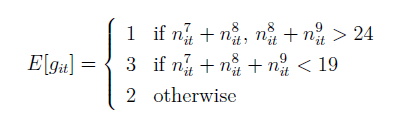 1 if n^7_{it} + n^8_{it}, n^8_{it} + n^9_{it} > 24
E[g_{it}] = { 3 if n^7_{it} + n^8_{it} + n^9_{it} < 19
2 otherwise